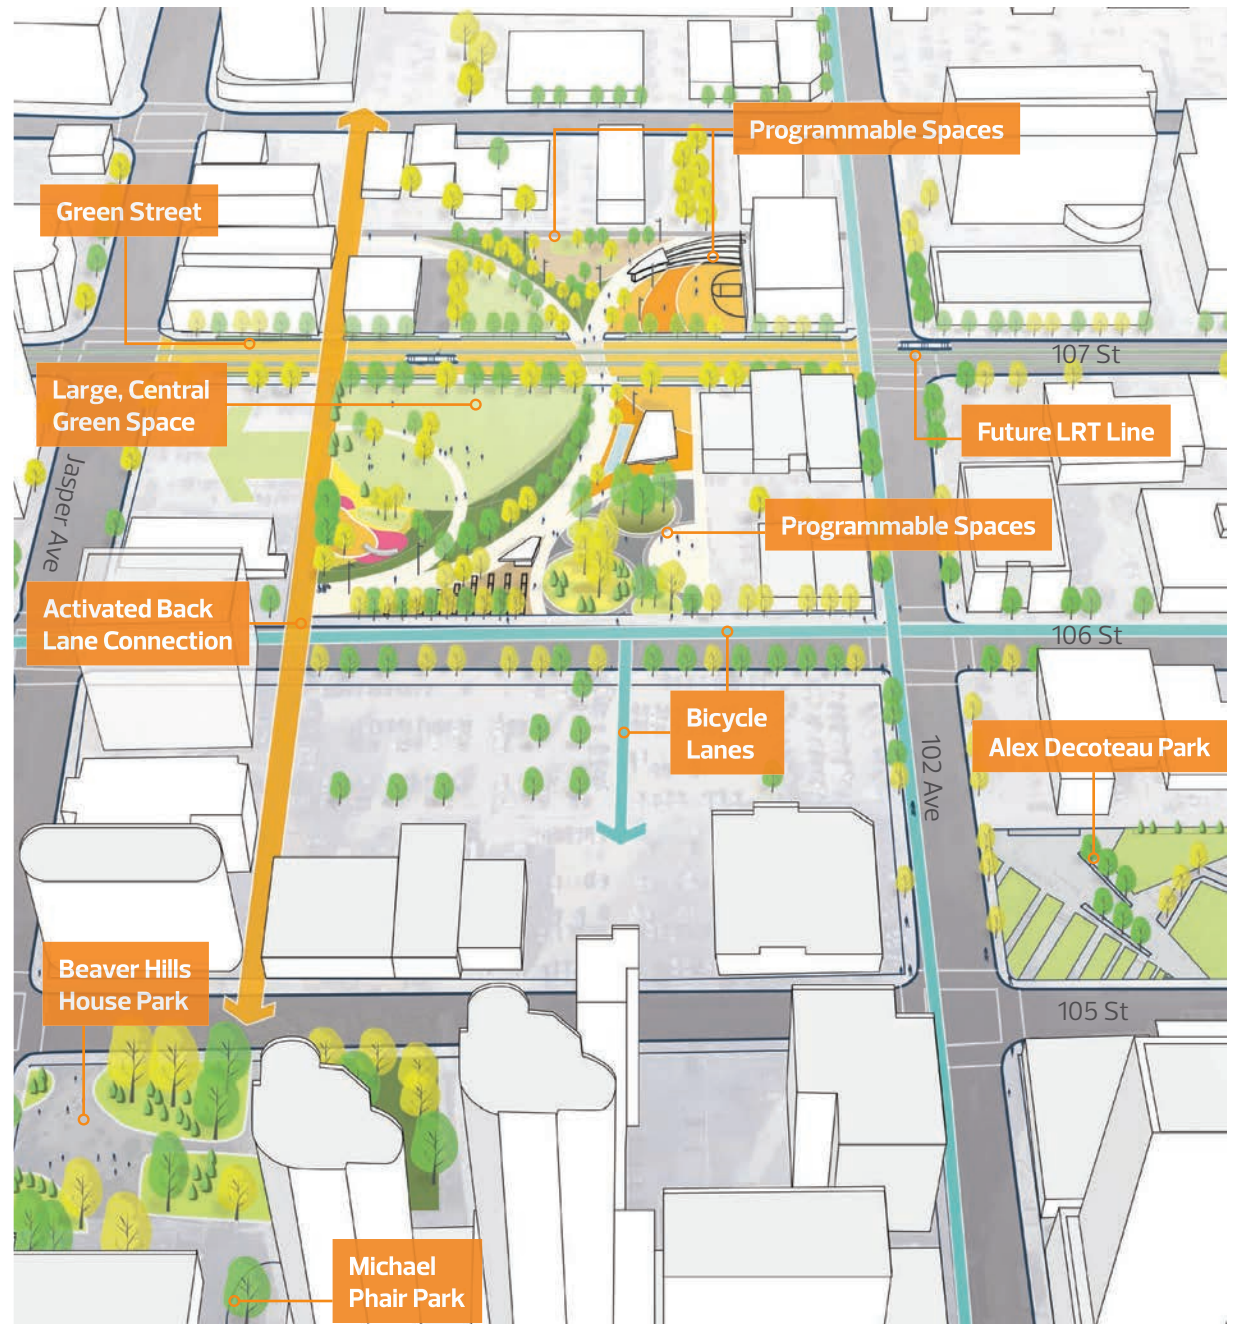 Programmable Spaces
Green Street
107 St
Large, Central
Green Space
Future LRT Line
Jasper Ave
Programmable Spaces
Activated Back
Lane Connection
106 St
Bicycle
Lanes
Alex Decoteau Park
102 Ave
Beaver Hills
House Park
105 St
Michael
Phair Park